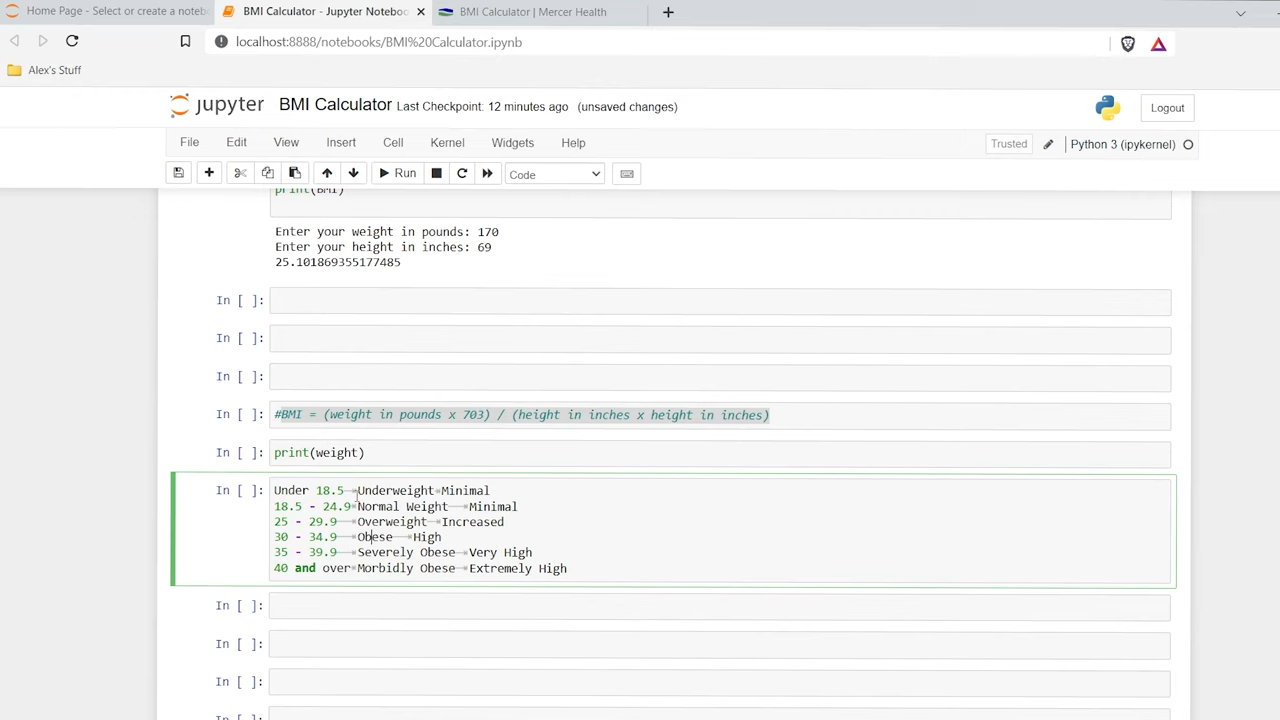 Home Page - Select or create a noteb
BMI Calculator - Jupyter Noteboo
BMI Calculator | Mercer Health
localhost:8888/notebooks/BMI%20Calculator.ipynb
Alex's Stuff
jupyter BMI Calculator Last Checkpoint: 12 minutes ago (unsaved changes)
Logout
File Edit View Insert Cell Kernel Widgets Help
Trusted Python 3 (ipykernel)
Run Code
print(BMI)
Enter your weight in pounds: 170
Enter your height in inches: 69
25.101869355177485
In [ ]:
In [ ]:
In [ ]:
In [ ]: #BMI = (weight in pounds x 703) / (height in inches x height in inches)
In [ ]: print(weight)
In [ ]: Under 18.5 Underweight Minimal
18.5 - 24.9 Normal Weight Minimal
25 - 29.9 Overweight Increased
30 - 34.9 Obese High
35 - 39.9 Severely Obese Very High
40 and over Morbidly Obese Extremely High
In [ ]:
In [ ]:
In [ ]:
In [ ]: